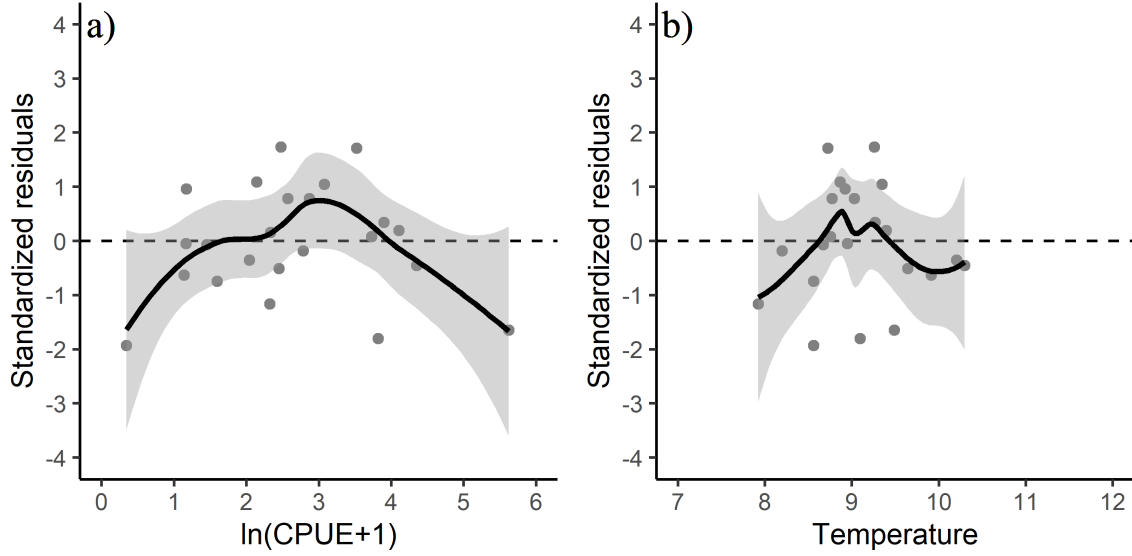 a)
Standardized residuals
4
3
2
1
0
-1
-2
-3
-4
0 1 2 3 4 5 6
ln(CPUE+1)
b)
Standardized residuals
4
3
2
1
0
-1
-2
-3
-4
7 8 9 10 11 12
Temperature